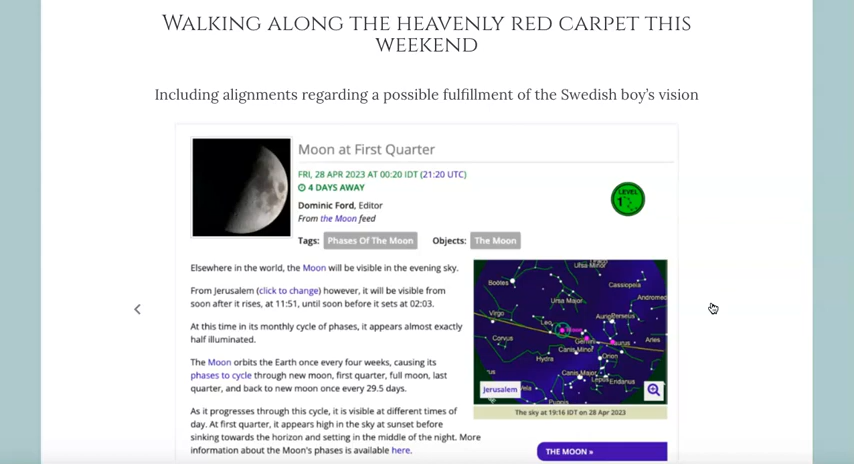 WALKING ALONG THE HEAVENLY RED CARPET THIS
WEEKEND
Including alignments regarding a possible fulfillment of the Swedish boy's vision
Moon at First Quarter
FRI, 28 APR 2023 AT 00:20 IDT (21:20 UTC)
4 DAYS AWAY
Dominic Ford, Editor
From the Moon feed
LEVEL
1
Tags: Phases Of The Moon Objects: The Moon
Elsewhere in the world, the Moon will be visible in the evening sky.
From Jerusalem (click to change) however, it will be visible from
soon after it rises, at 11:51, until soon before it sets at 02:03.
At this time in its monthly cycle of phases, it appears almost exactly
half illuminated.
The Moon orbits the Earth once every four weeks, causing its
phases to cycle through new moon, first quarter, full moon, last
quarter, and back to new moon once every 29.5 days.
As it progresses through this cycle, it is visible at different times of
day. At first quarter, it appears high in the sky at sunset before
sinking towards the horizon and setting in the middle of the night. More
information about the Moon's phases is available here.
Ursa Minor
Boötes
Cassiopeia
Ursa Major
Virgo
Leo
Auriga
Perseus
Aries
Corvus
Gemini
Taurus
Canis Minor
Orion
Hydra
Canis Major
Lepus
Eridanus
Vela
Jerusalem
The sky at 19:16 IDT on 28 Apr 2023
THE MOON »